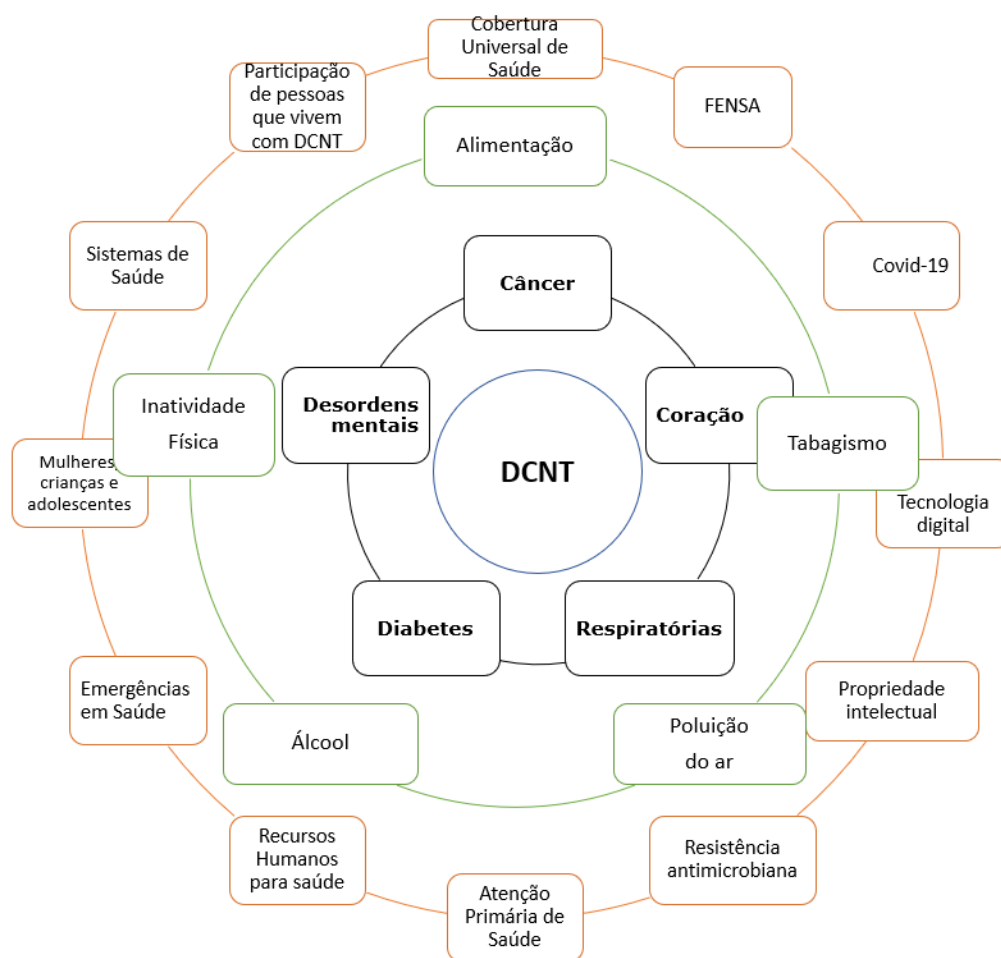 Cobertura
Universal de
Saúde
Participação
de pessoas
que vivem
com DCNT
FENSA
Alimentação
Sistemas de
Saúde
Covid-19
Câncer
Inatividade
Física
Desordens
mentais
Coração
Tabagismo
DCNT
Mulheres,
crianças e
adolescentes
Tecnologia
digital
Diabetes
Respiratórias
Emergências
em Saúde
Propriedade
intelectual
Álcool
Poluição
do ar
Recursos
Humanos
para saúde
Resistência
antimicrobiana
Atenção
Primária de
Saúde